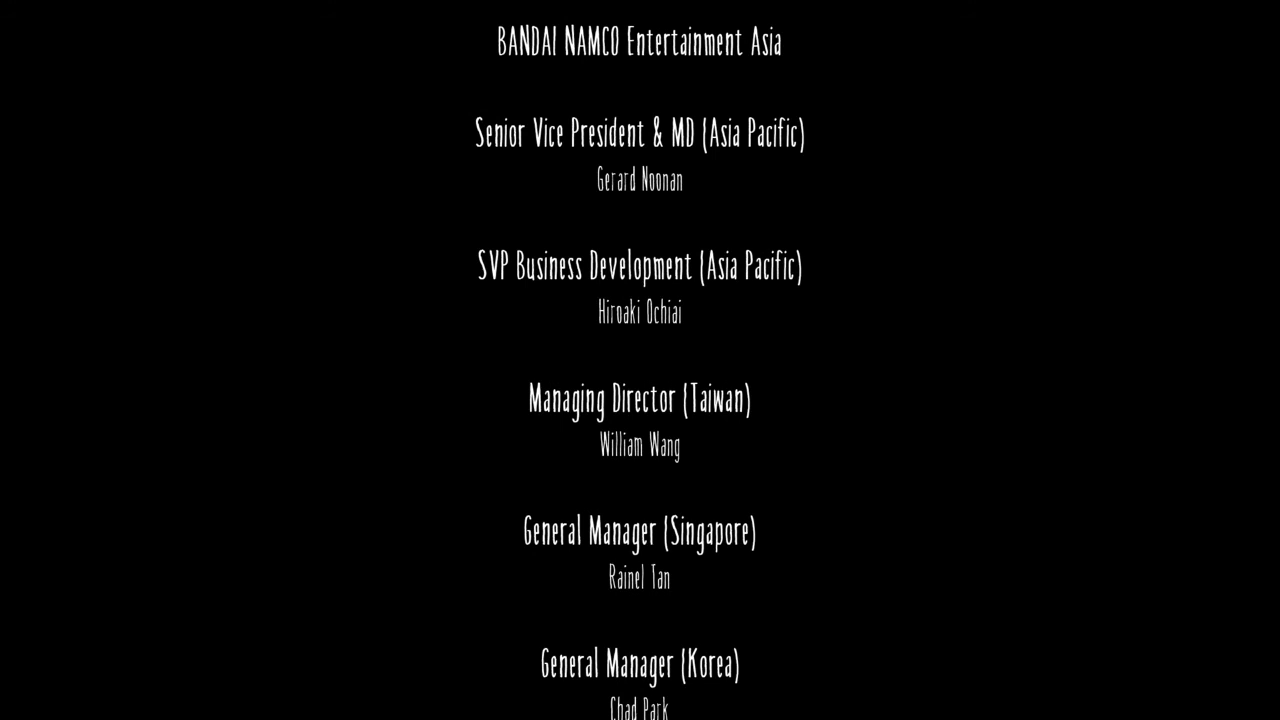 BANDAI NAMCO Entertainment Asia
Senior Vice President & MD (Asia Pacific)
Gerard Noonan
SVP Business Development (Asia Pacific)
Hiroaki Ochiai
Managing Director (Taiwan)
William Wang
General Manager (Singapore)
Rainel Tan
General Manager (Korea)
Chad Park